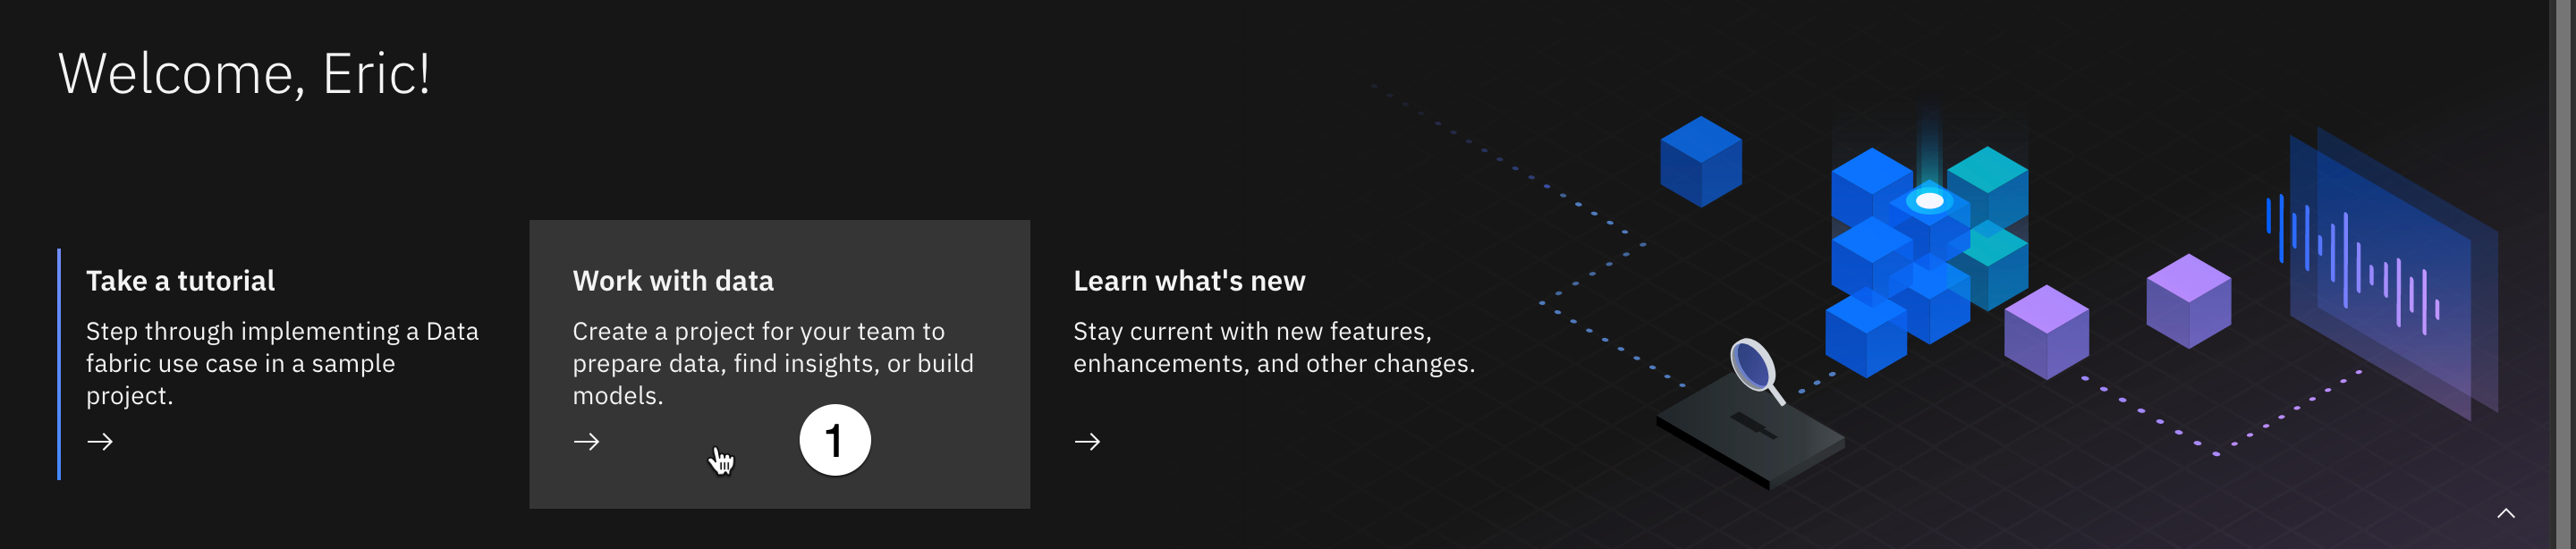 Welcome, Eric!
Take a tutorial
Step through implementing a Data
fabric use case in a sample
project.
Work with data
Create a project for your team to
prepare data, find insights, or build
models.
1
Learn what's new
Stay current with new features,
enhancements, and other changes.